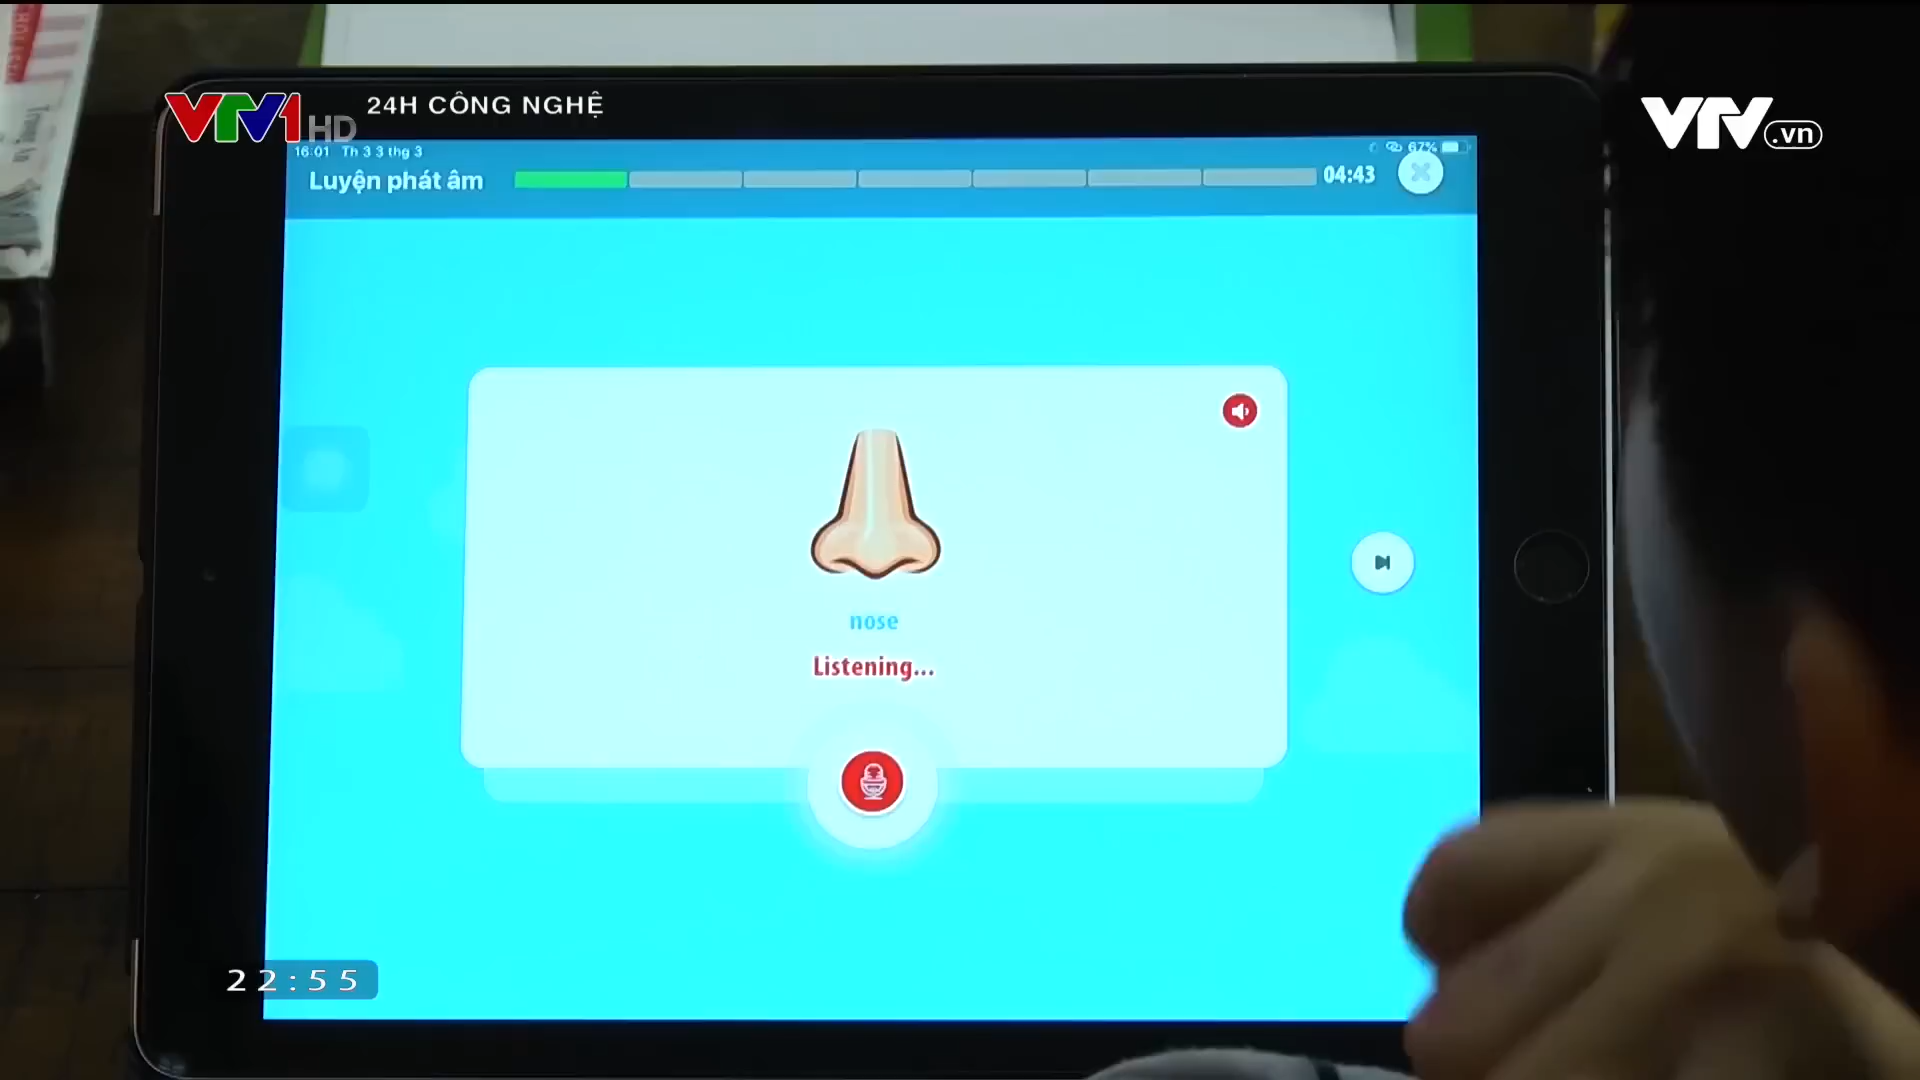 VTV1 HD
24H CÔNG NGHỆ
VTV.vn
16:01 Th 3 3 thg 3
67%
Luyện phát âm
04:43
nose
Listening...
22:55